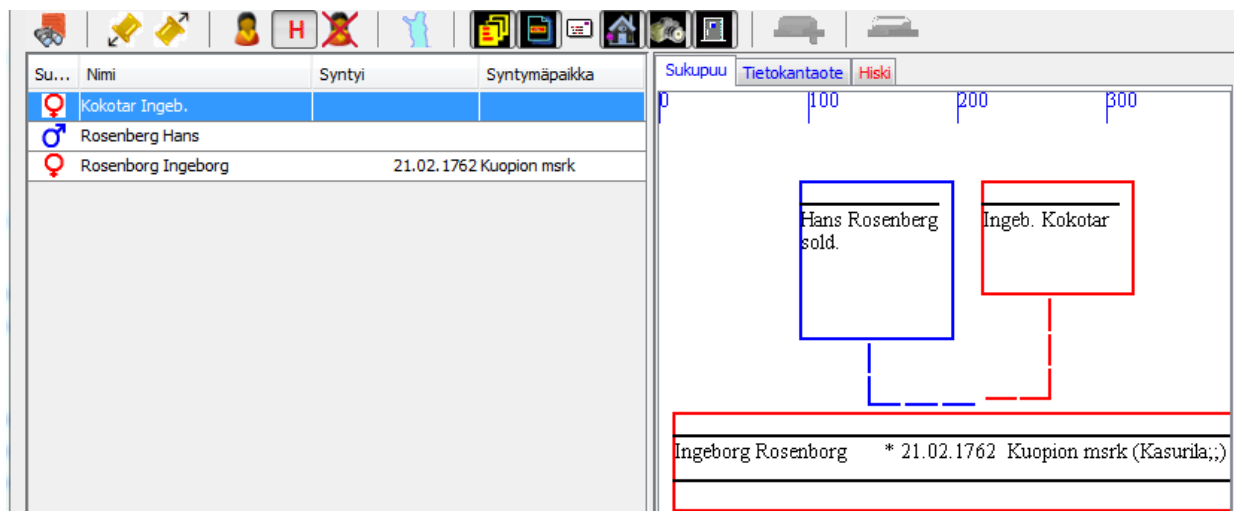 H
Su... Nimi Syntyi Syntymäpaikka
Kokotar Ingeb.
Rosenberg Hans
Rosenborg Ingeborg 21.02.1762 Kuopion msrk
Sukupuu Tietokantaote Hiski
0 100 200 300
Hans Rosenberg Ingeb. Kokotar
sold.
Ingeborg Rosenborg * 21.02.1762 Kuopion msrk (Kasurila;;)